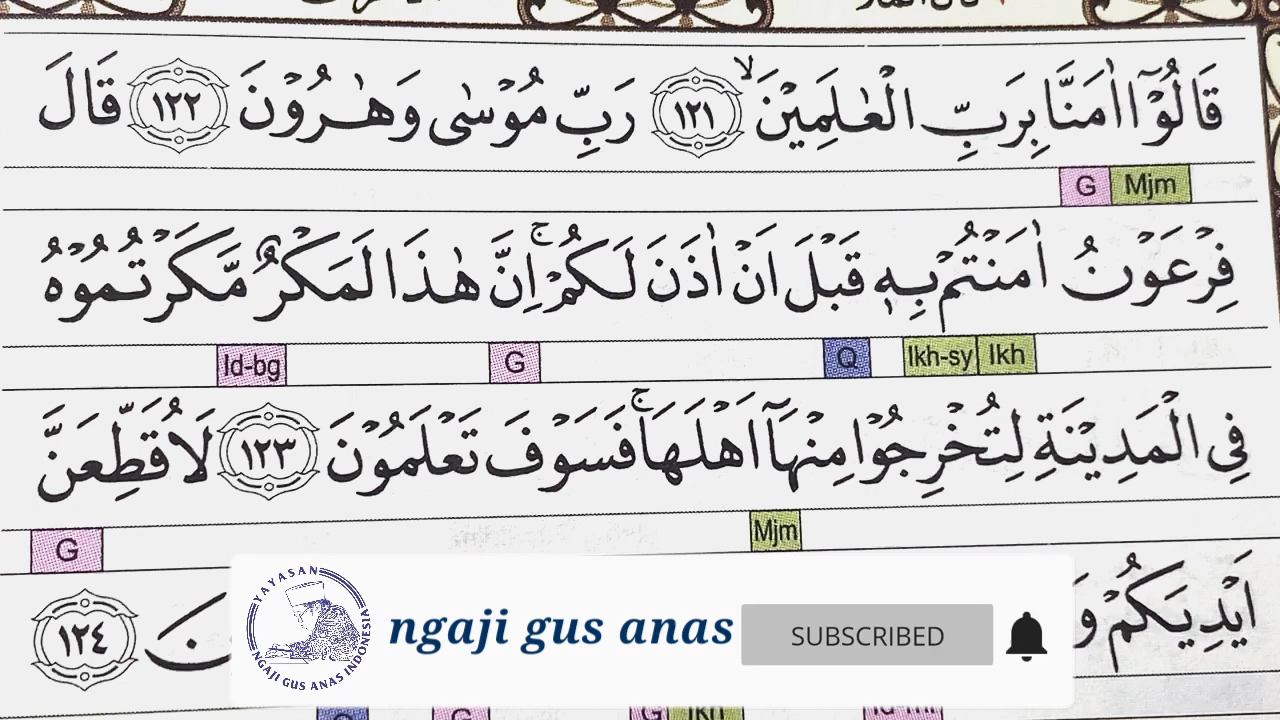 قَالُوْٓا اٰمَنَّا بِرَبِّ الْعٰلَمِيْنَۙ ١٢١ رَبِّ مُوْسٰى وَهٰرُوْنَ ١٢٢ قَالَ
G Mjm
فِرْعَوْنُ اٰمَنْتُمْ بِهٖ قَبْلَ اَنْ اٰذَنَ لَكُمْۚ اِنَّ هٰذَا لَمَكْرٌ مَّكَرْتُمُوْهُ
Id-bg G Q Ikh-sy Ikh
فِى الْمَدِيْنَةِ لِتُخْرِجُوْا مِنْهَآ اَهْلَهَاۚ فَسَوْفَ تَعْلَمُوْنَ ١٢٣ لَاُقَطِّعَنَّ
G Mjm
اَيْدِيَكُمْ ١٢٤
YAYASAN NGAJI GUS ANAS INDONESIA
ngaji gus anas
SUBSCRIBED